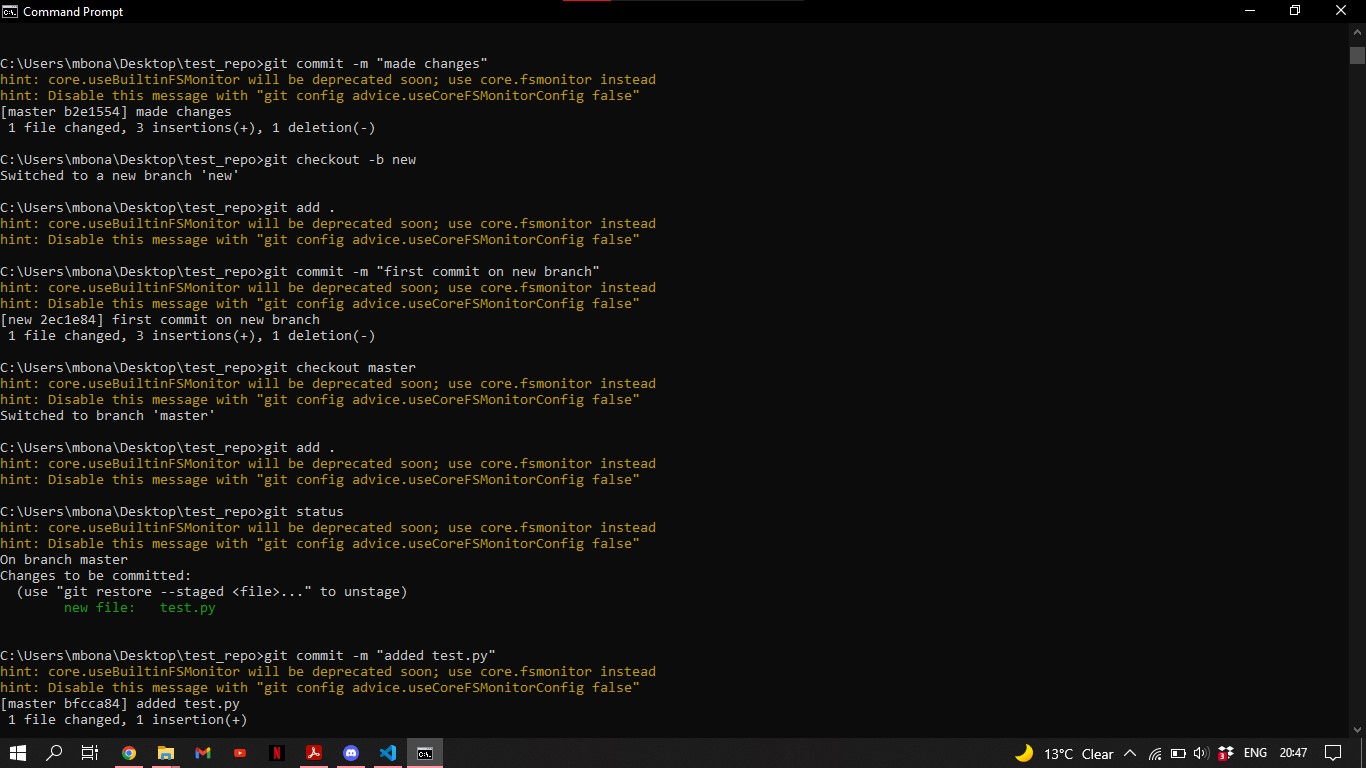 Command Prompt
C:\Users\mbona\Desktop\test_repo>git commit -m "made changes"
hint: core.useBuiltinFSMonitor will be deprecated soon; use core.fsmonitor instead
hint: Disable this message with "git config advice.useCoreFSMonitorConfig false"
[master b2e1554] made changes
 1 file changed, 3 insertions(+), 1 deletion(-)
C:\Users\mbona\Desktop\test_repo>git checkout -b new
Switched to a new branch 'new'
C:\Users\mbona\Desktop\test_repo>git add .
hint: core.useBuiltinFSMonitor will be deprecated soon; use core.fsmonitor instead
hint: Disable this message with "git config advice.useCoreFSMonitorConfig false"
C:\Users\mbona\Desktop\test_repo>git commit -m "first commit on new branch"
hint: core.useBuiltinFSMonitor will be deprecated soon; use core.fsmonitor instead
hint: Disable this message with "git config advice.useCoreFSMonitorConfig false"
[new 2ec1e84] first commit on new branch
 1 file changed, 3 insertions(+), 1 deletion(-)
C:\Users\mbona\Desktop\test_repo>git checkout master
hint: core.useBuiltinFSMonitor will be deprecated soon; use core.fsmonitor instead
hint: Disable this message with "git config advice.useCoreFSMonitorConfig false"
Switched to branch 'master'
C:\Users\mbona\Desktop\test_repo>git add .
hint: core.useBuiltinFSMonitor will be deprecated soon; use core.fsmonitor instead
hint: Disable this message with "git config advice.useCoreFSMonitorConfig false"
C:\Users\mbona\Desktop\test_repo>git status
hint: core.useBuiltinFSMonitor will be deprecated soon; use core.fsmonitor instead
hint: Disable this message with "git config advice.useCoreFSMonitorConfig false"
On branch master
Changes to be committed:
  (use "git restore --staged <file>..." to unstage)
        new file:   test.py
C:\Users\mbona\Desktop\test_repo>git commit -m "added test.py"
hint: core.useBuiltinFSMonitor will be deprecated soon; use core.fsmonitor instead
hint: Disable this message with "git config advice.useCoreFSMonitorConfig false"
[master bfcca84] added test.py
 1 file changed, 1 insertion(+)
13°C Clear ENG 20:47